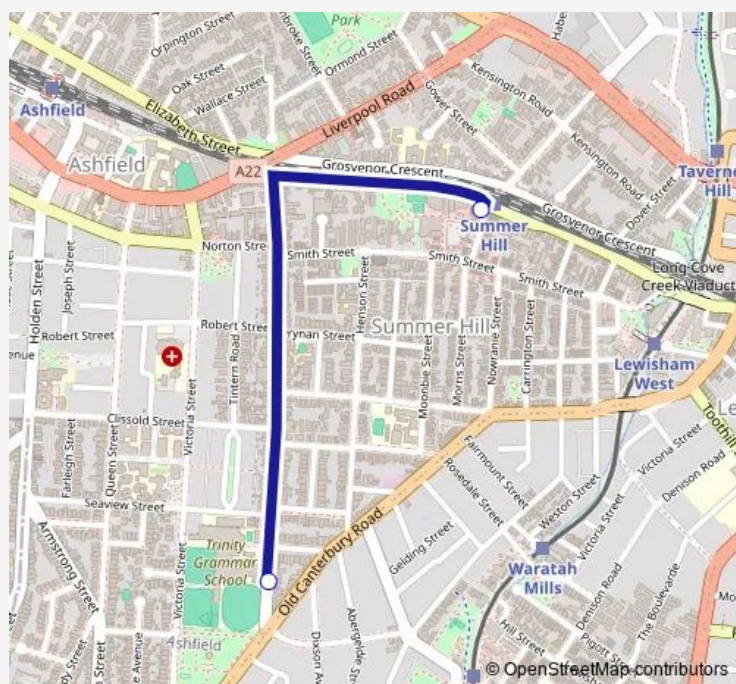 Park
Orpington Street
Ormond Street
Oak Street
Wallace Street
Ashfield
Elizabeth Street
Liverpool Road
Gower Street
Kensington Road
Ashfield
A22
Grosvenor Crescent
Kensington Road
Dover Street
Hill
Summer
Hill
Grosvenor Crescent
Norton
Smith Street
Smith Street
Smith Street
Long Cove
Creek Viaduct
Holden Street
Joseph Street
Henson Street
Robert Street
Robert
Street
Summer Hill
Nowranie Street
Carrington Street
Lewisham
West
Tintern Road
Moonbie Street
Morris Street
Clissold Street
Victoria Street
Farleigh Street
Queen Street
Fairmount Street
Rosedale Street
Victoria Street
Denison Road
Seaview Street
Weston Street
Armstrong Street
Victoria Street
Trinity
Grammar
School
Old Canterbury Road
Gelding Street
Victoria Street
Waratah
Mills
Denison Road
The Boulevarde
Ashfield
Avenue
Abergeldie Street
Hill Street
Pigott Street
© OpenStreetMap contributors